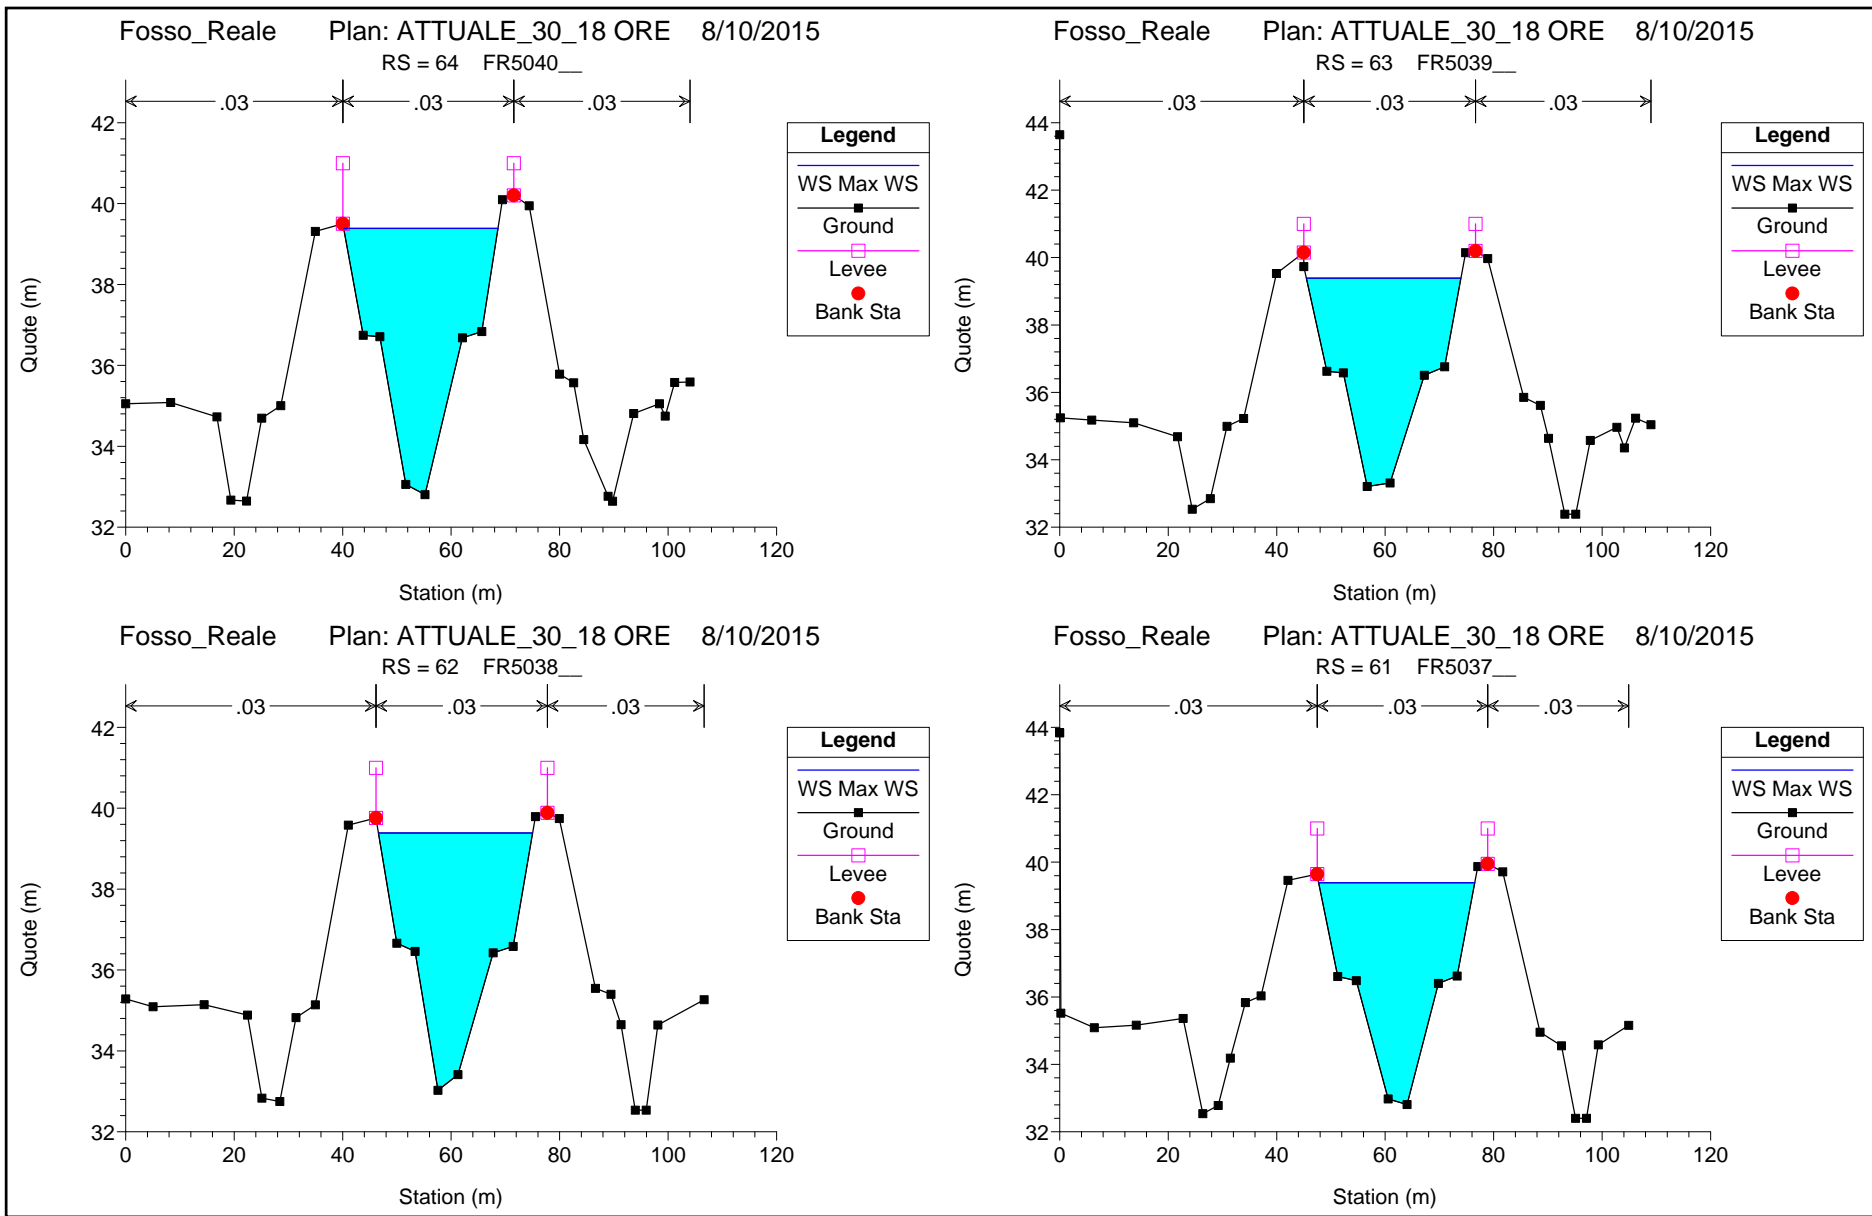 Fosso_Reale Plan: ATTUALE_30_18 ORE 8/10/2015
RS = 64 FR5040__
.03 .03 .03
42
40
38
36
34
32
0 20 40 60 80 100 120
Station (m)
Quote (m)
Legend
WS Max WS
Ground
Levee
Bank Sta
Fosso_Reale Plan: ATTUALE_30_18 ORE 8/10/2015
RS = 63 FR5039__
.03 .03 .03
44
42
40
38
36
34
32
0 20 40 60 80 100 120
Station (m)
Quote (m)
Legend
WS Max WS
Ground
Levee
Bank Sta
Fosso_Reale Plan: ATTUALE_30_18 ORE 8/10/2015
RS = 62 FR5038__
.03 .03 .03
42
40
38
36
34
32
0 20 40 60 80 100 120
Station (m)
Quote (m)
Legend
WS Max WS
Ground
Levee
Bank Sta
Fosso_Reale Plan: ATTUALE_30_18 ORE 8/10/2015
RS = 61 FR5037__
.03 .03 .03
44
42
40
38
36
34
32
0 20 40 60 80 100 120
Station (m)
Quote (m)
Legend
WS Max WS
Ground
Levee
Bank Sta